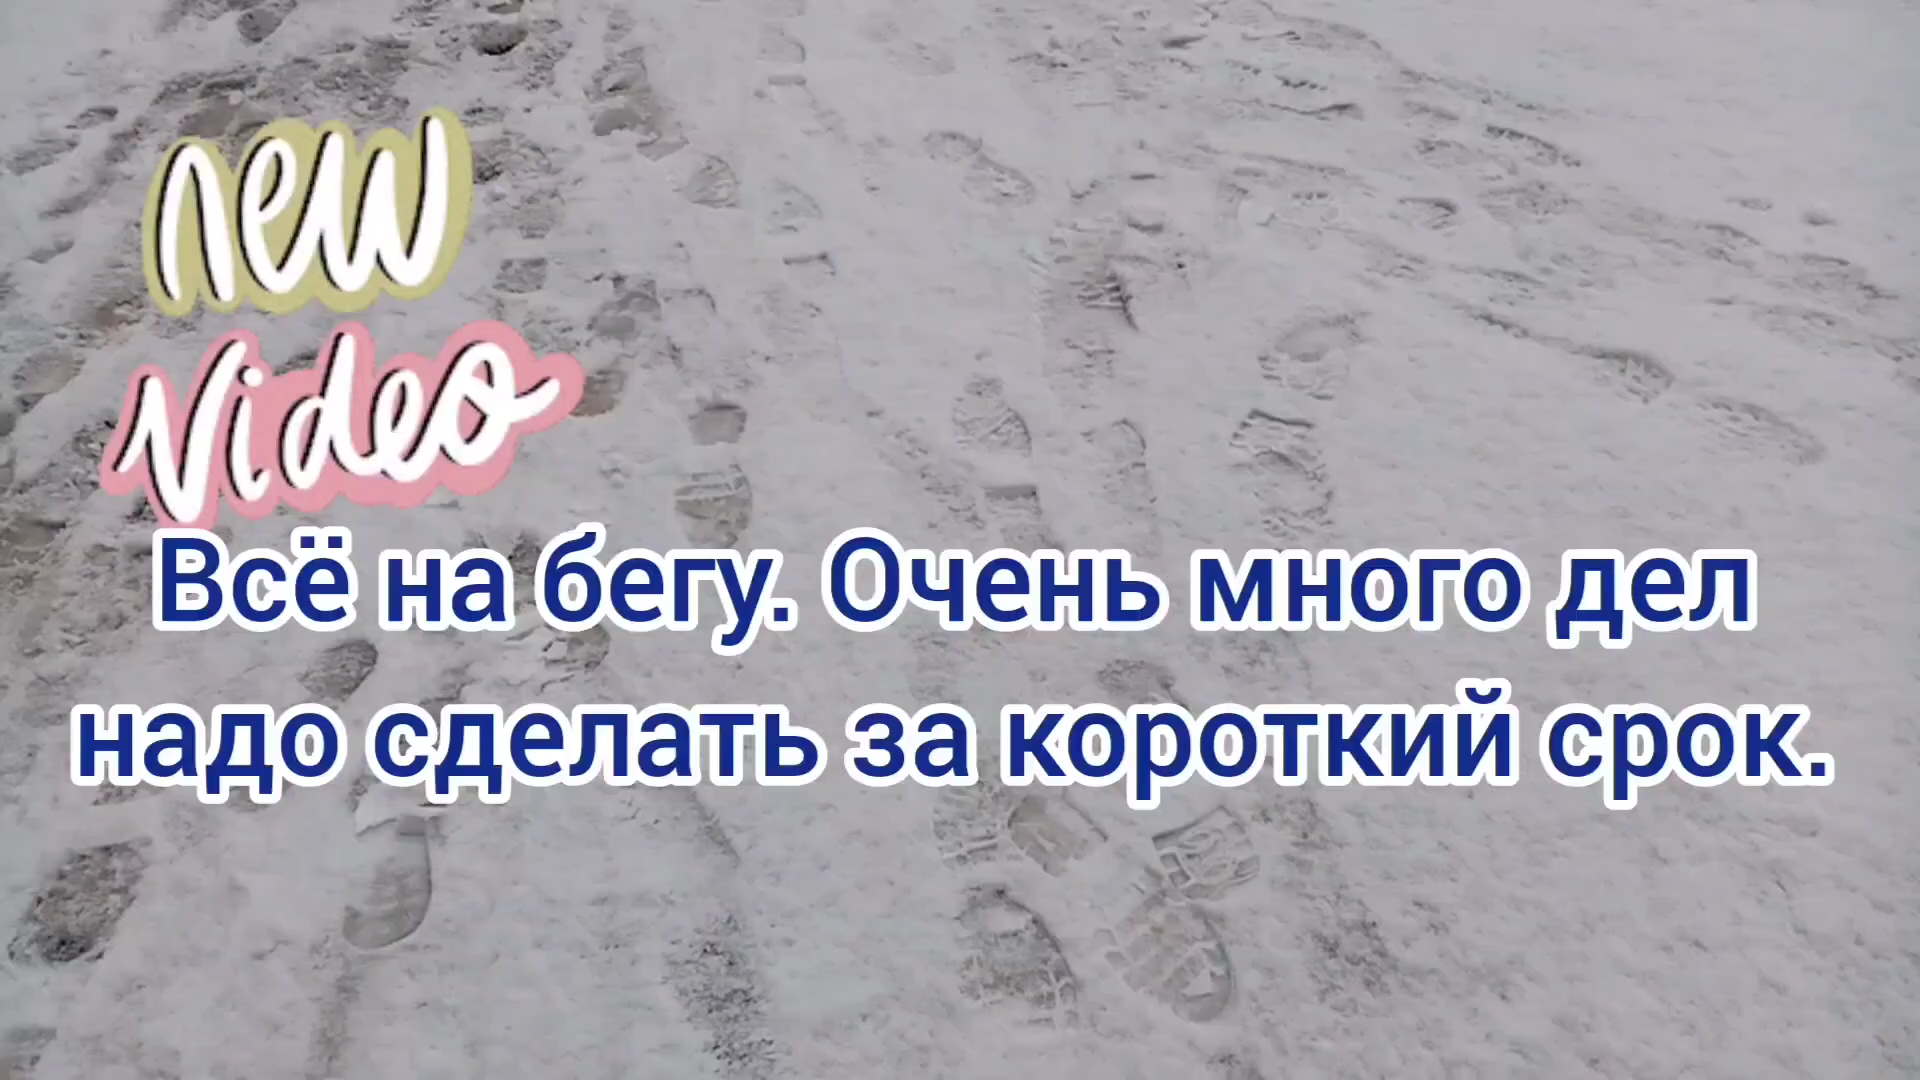 new
Video
Всё на бегу. Очень много дел
надо сделать за короткий срок.